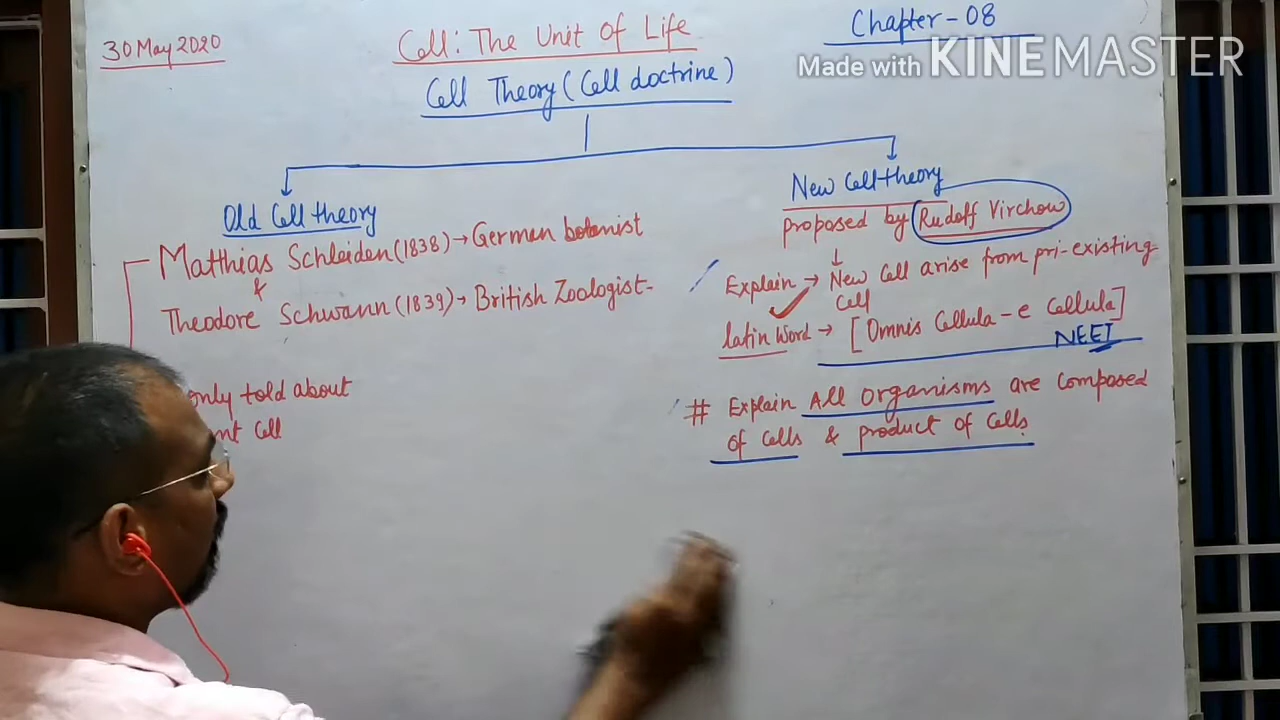 30 May 2020
Cell: The Unit Of Life
Chapter-08
Made with KINEMASTER
Cell Theory (Cell doctrine)
Old Cell theory
Matthias Schleiden (1838) → German botanist
&
Theodore Schwann (1839) → British Zoologist-
only told about
Cell
New Cell theory
proposed by Rudolf Virchow
Explain → New Cell arise from pri-existing
Cell
latin Word → [Omnis Cellula-e Cellula]
NEET
# Explain All organisms are composed
of cells & product of cells.